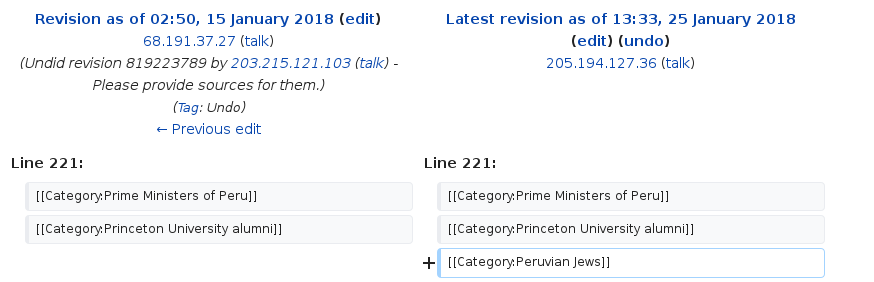 Revision as of 02:50, 15 January 2018 (edit)
68.191.37.27 (talk)
(Undid revision 819223789 by 203.215.121.103 (talk) -
Please provide sources for them.)
(Tag: Undo)
← Previous edit
Latest revision as of 13:33, 25 January 2018
(edit) (undo)
205.194.127.36 (talk)
Line 221:
Line 221:
[[Category:Prime Ministers of Peru]]
[[Category:Prime Ministers of Peru]]
[[Category:Princeton University alumni]]
[[Category:Princeton University alumni]]
+ [[Category:Peruvian Jews]]